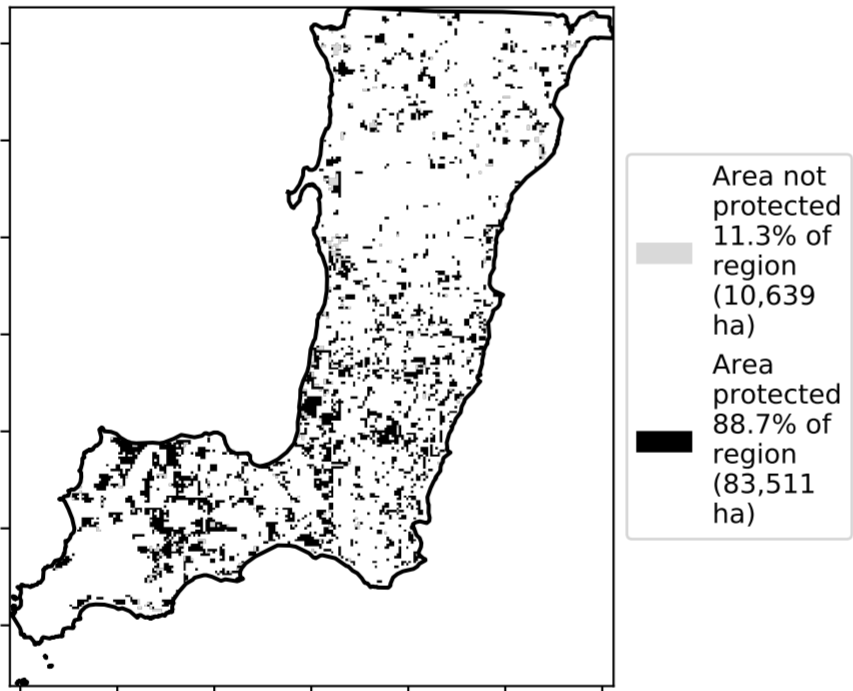 Area not
protected
11.3% of
region
(10,639
ha)
Area
protected
88.7% of
region
(83,511
ha)